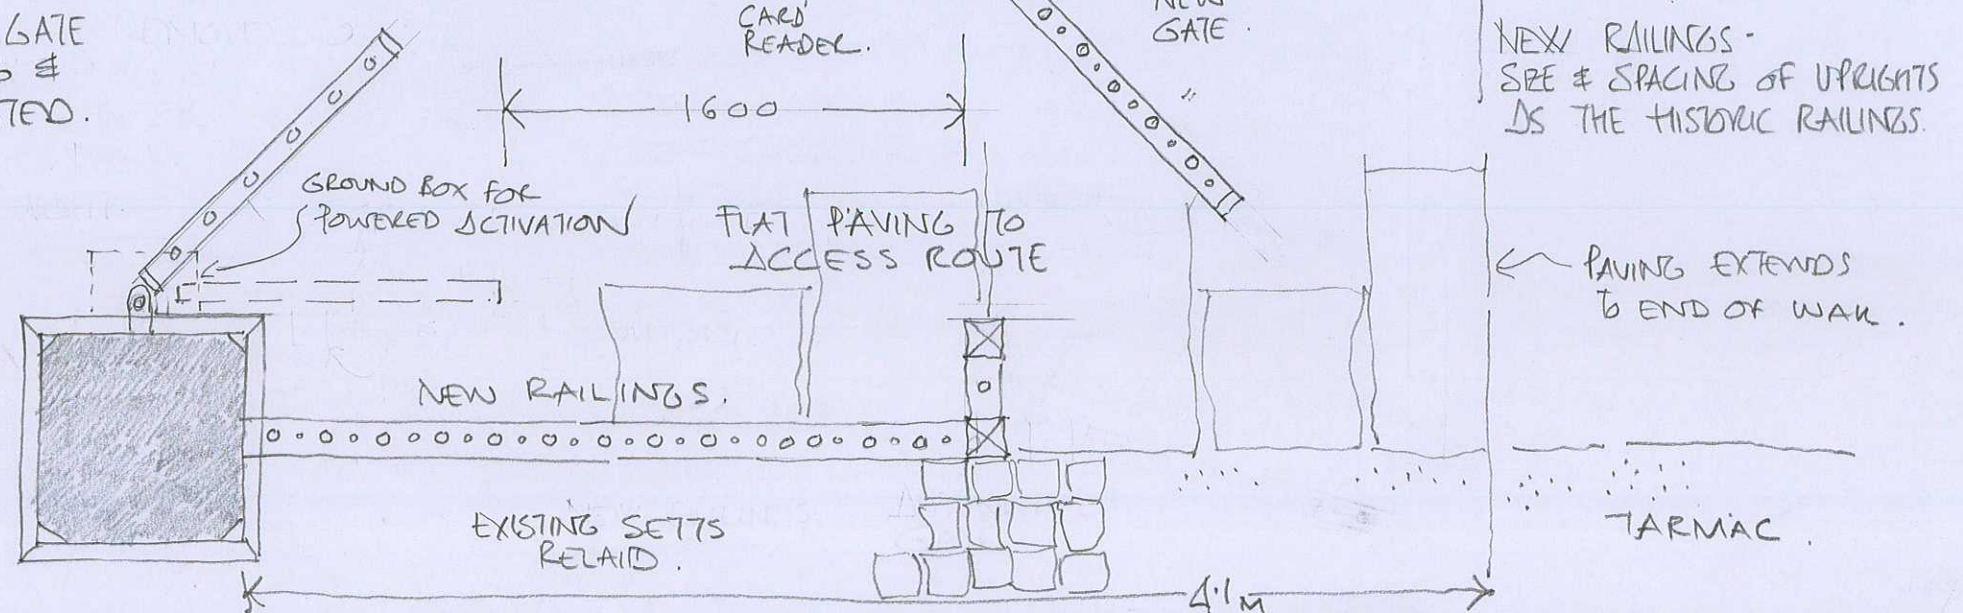 GATE
&
CARD
READER.
NEW
GATE.
NEW RAILINGS -
SIZE & SPACING OF UPRIGHTS
AS THE HISTORIC RAILINGS.
1600
GROUND BOX FOR
POWERED ACTIVATION
FLAT PAVING TO
ACCESS ROUTE
PAVING EXTENDS
TO END OF WALL.
NEW RAILINGS.
EXISTING SETTS
RELAID.
TARMAC.
4.1M